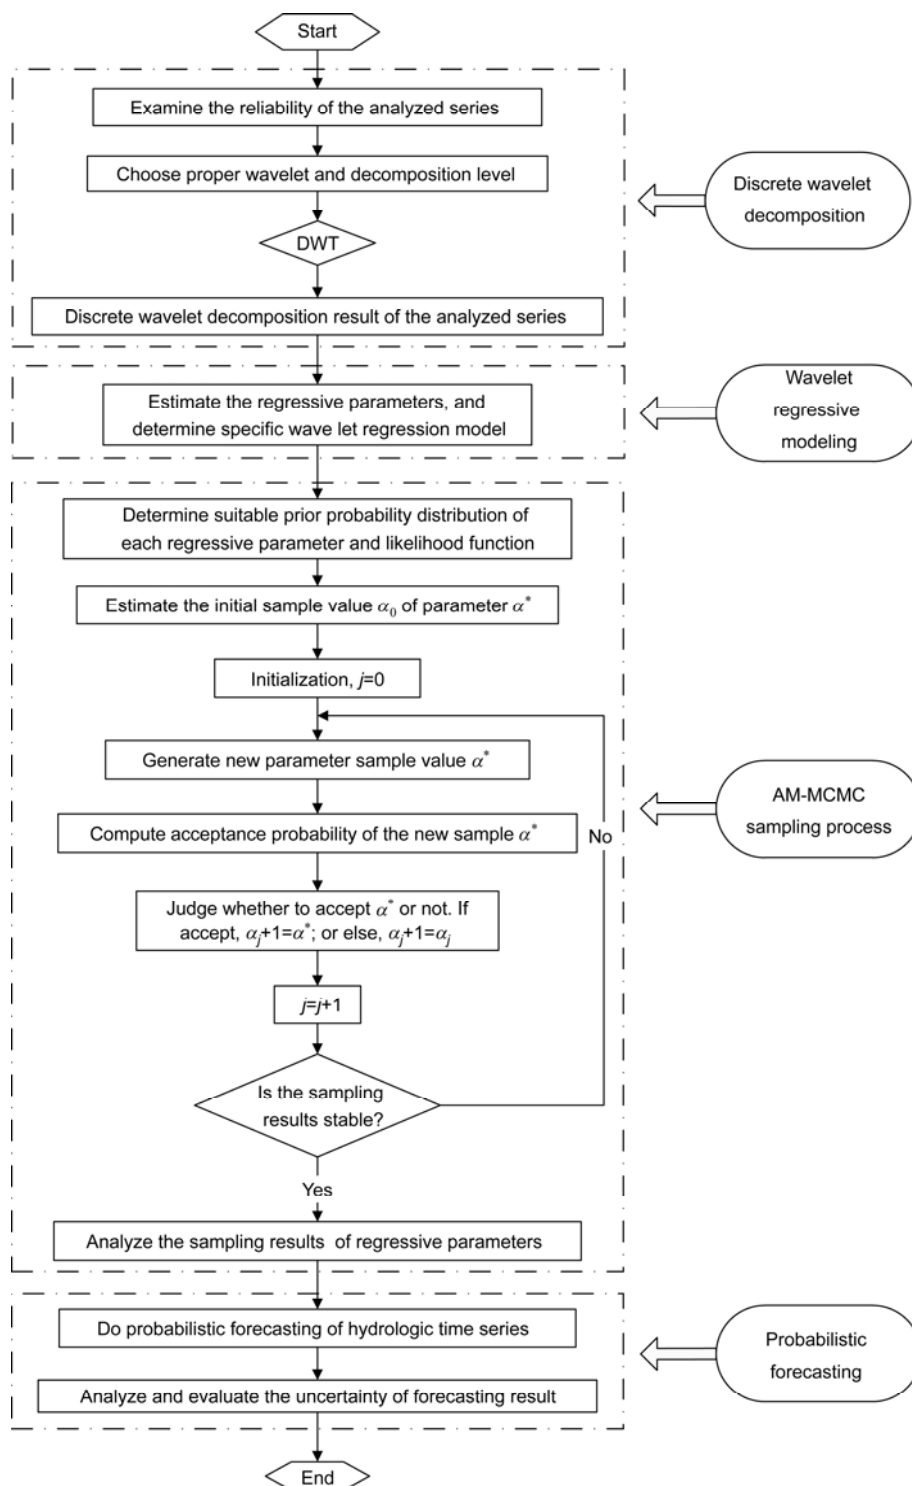 Start
Examine the reliability of the analyzed series
Choose proper wavelet and decomposition level
DWT
Discrete wavelet decomposition result of the analyzed series
Discrete wavelet
decomposition
Estimate the regressive parameters, and
determine specific wave let regression model
Wavelet
regressive
modeling
Determine suitable prior probability distribution of
each regressive parameter and likelihood function
Estimate the initial sample value α₀ of parameter α*
Initialization, j=0
Generate new parameter sample value α*
Compute acceptance probability of the new sample α*
No
Judge whether to accept α* or not. If
accept, αⱼ+1=α*; or else, αⱼ+1=αⱼ
j=j+1
Is the sampling
results stable?
Yes
Analyze the sampling results of regressive parameters
AM-MCMC
sampling process
Do probabilistic forecasting of hydrologic time series
Analyze and evaluate the uncertainty of forecasting result
Probabilistic
forecasting
End